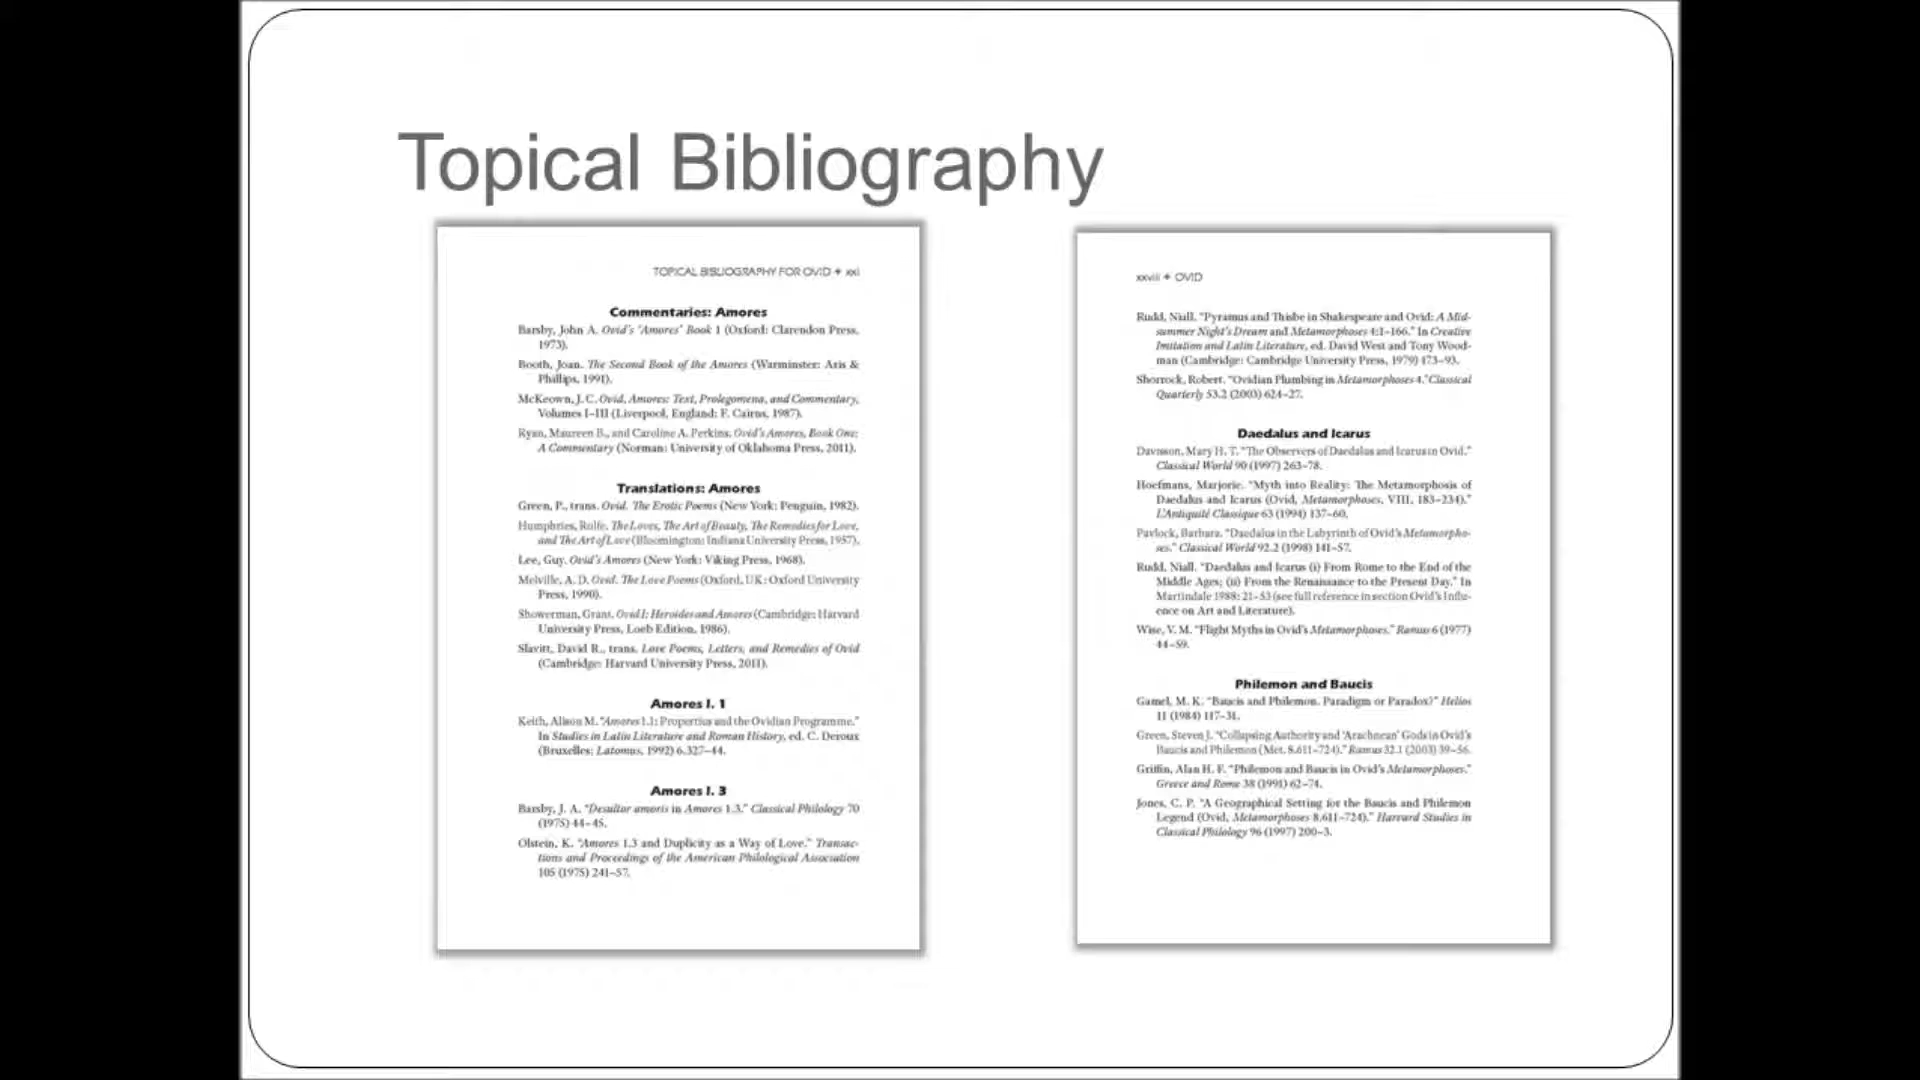 Topical Bibliography
TOPICAL BIBLIOGRAPHY FOR OVID + xxi
Commentaries: Amores
Barsby, John A. Ovid's "Amores" Book 1 (Oxford: Clarendon Press,
1973).
Booth, Joan. The Second Book of the Amores (Warminster: Aris &
Phillips, 1991).
McKeown, J. C. Ovid, Amores: Text, Prolegomena, and Commentary,
Volumes I–III (Liverpool, England: F. Cairns, 1987).
Ryan, Maureen B., and Caroline A. Perkins. Ovid's Amores, Book One:
A Commentary (Norman: University of Oklahoma Press, 2011).
Translations: Amores
Green, P., trans. Ovid. The Erotic Poems (New York: Penguin, 1982).
Humphries, Rolfe. The Loves, The Art of Beauty, The Remedies for Love,
and The Art of Love (Bloomington: Indiana University Press, 1957).
Lee, Guy. Ovid's Amores (New York: Viking Press, 1968).
Melville, A. D. Ovid. The Love Poems (Oxford, UK: Oxford University
Press, 1990).
Showerman, Grant. Ovid I: Heroides and Amores (Cambridge: Harvard
University Press, Loeb Edition, 1986).
Slavitt, David R., trans. Love Poems, Letters, and Remedies of Ovid
(Cambridge: Harvard University Press, 2011).
Amores I. 1
Keith, Alison M. "Amores 1.1: Propertius and the Ovidian Programme."
In Studies in Latin Literature and Roman History, ed. C. Deroux
(Bruxelles: Latomus, 1992) 6.327–44.
Amores I. 3
Barsby, J. A. "Desultor amoris in Amores 1.3." Classical Philology 70
(1975) 44–45.
Olstein, K. "Amores 1.3 and Duplicity as a Way of Love." Transac-
tions and Proceedings of the American Philological Association
105 (1975) 241–57.
xxviii + OVID
Rudd, Niall. "Pyramus and Thisbe in Shakespeare and Ovid: A Mid-
summer Night's Dream and Metamorphoses 4:1–166." In Creative
Imitation and Latin Literature, ed. David West and Tony Wood-
man (Cambridge: Cambridge University Press, 1979) 173–93.
Shorrock, Robert. "Ovidian Plumbing in Metamorphoses 4." Classical
Quarterly 53.2 (2003) 624–27.
Daedalus and Icarus
Davisson, Mary H. T. "The Observers of Daedalus and Icarus in Ovid."
Classical World 90 (1997) 263–78.
Hoefmans, Marjorie. "Myth into Reality: The Metamorphosis of
Daedalus and Icarus (Ovid, Metamorphoses, VIII, 183–234)."
L'Antiquité Classique 63 (1994) 137–60.
Pavlock, Barbara. "Daedalus in the Labyrinth of Ovid's Metamorpho-
ses." Classical World 92.2 (1998) 141–57.
Rudd, Niall. "Daedalus and Icarus (i) From Rome to the End of the
Middle Ages; (ii) From the Renaissance to the Present Day." In
Martindale 1988: 21–53 (see full reference in section Ovid's Influ-
ence on Art and Literature).
Wise, V. M. "Flight Myths in Ovid's Metamorphoses." Ramus 6 (1977)
44–59.
Philemon and Baucis
Gamel, M. K. "Baucis and Philemon. Paradigm or Paradox?" Helios
11 (1984) 117–31.
Green, Steven J. "Collapsing Authority and 'Arachnean' Gods in Ovid's
Baucis and Philemon (Met. 8.611–724)." Ramus 32.1 (2003) 39–56.
Griffin, Alan H. F. "Philemon and Baucis in Ovid's Metamorphoses."
Greece and Rome 38 (1991) 62–74.
Jones, C. P. "A Geographical Setting for the Baucis and Philemon
Legend (Ovid, Metamorphoses 8.611–724)." Harvard Studies in
Classical Philology 96 (1997) 200–3.